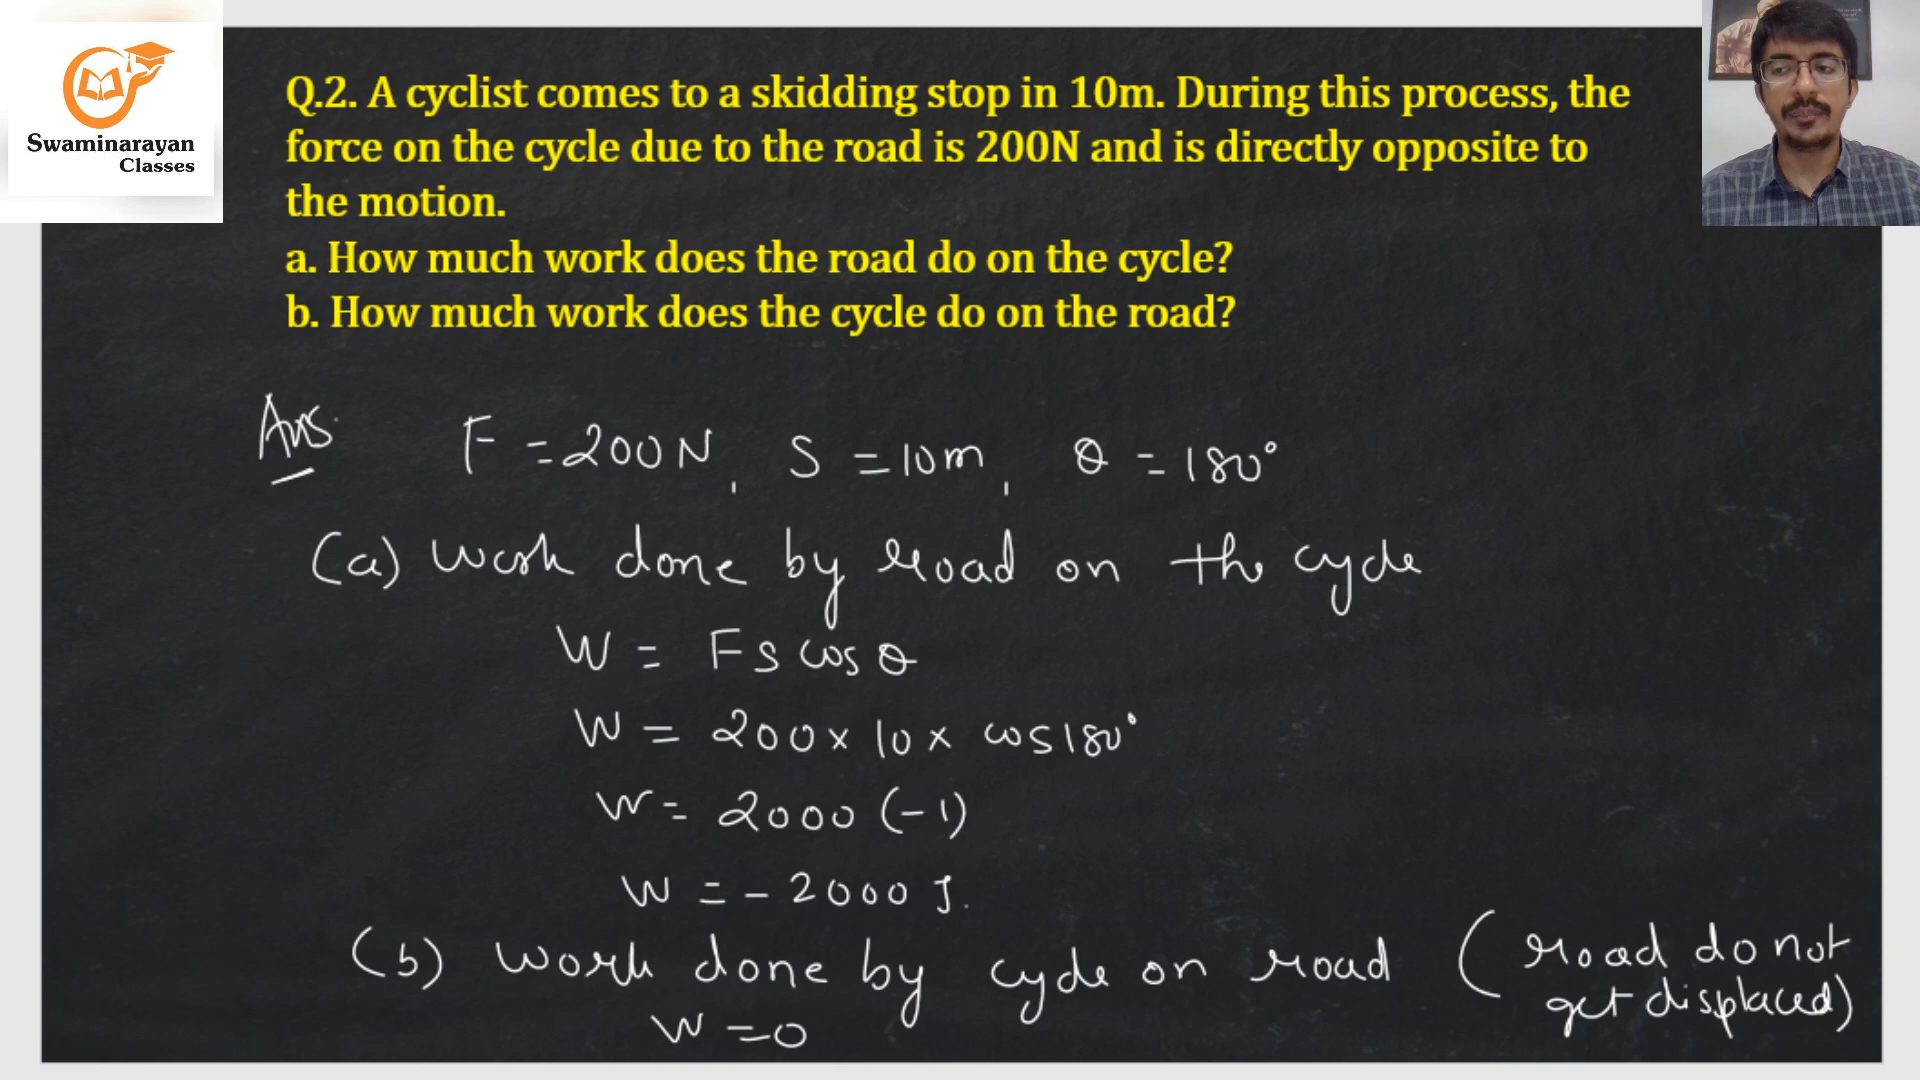 Swaminarayan
Classes
Q.2. A cyclist comes to a skidding stop in 10m. During this process, the
force on the cycle due to the road is 200N and is directly opposite to
the motion.
a. How much work does the road do on the cycle?
b. How much work does the cycle do on the road?
Ans.
F = 200N, S = 10m, θ = 180°
(a) work done by road on the cycle
W = F s cos θ
W = 200 × 10 × cos 180°
W = 2000 (-1)
W = - 2000 J.
(b) work done by cycle on road (road do not
get displaced)
W = 0